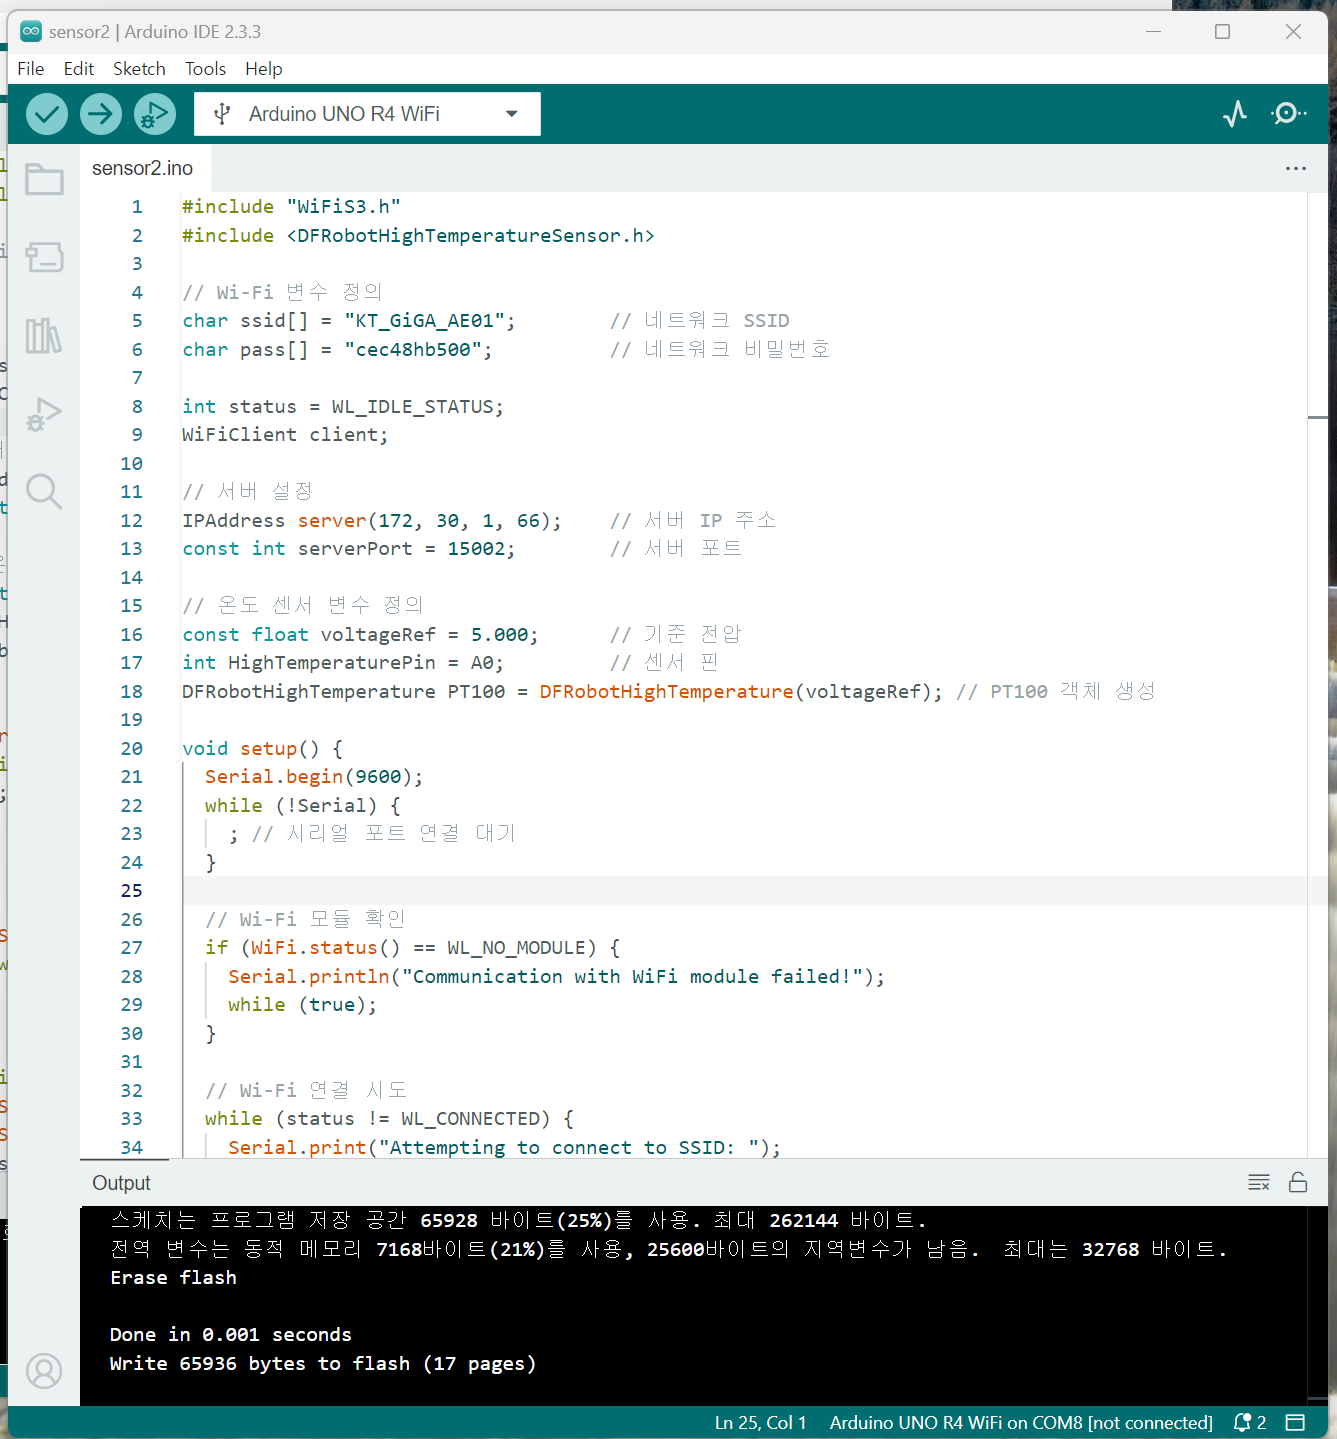 sensor2 | Arduino IDE 2.3.3
File Edit Sketch Tools Help
Arduino UNO R4 WiFi
sensor2.ino
1 #include "WiFiS3.h"
2 #include <DFRobotHighTemperatureSensor.h>
3
4 // Wi-Fi 변수 정의
5 char ssid[] = "KT_GiGA_AE01"; // 네트워크 SSID
6 char pass[] = "cec48hb500"; // 네트워크 비밀번호
7
8 int status = WL_IDLE_STATUS;
9 WiFiClient client;
10
11 // 서버 설정
12 IPAddress server(172, 30, 1, 66); // 서버 IP 주소
13 const int serverPort = 15002; // 서버 포트
14
15 // 온도 센서 변수 정의
16 const float voltageRef = 5.000; // 기준 전압
17 int HighTemperaturePin = A0; // 센서 핀
18 DFRobotHighTemperature PT100 = DFRobotHighTemperature(voltageRef); // PT100 객체 생성
19
20 void setup() {
21 Serial.begin(9600);
22 while (!Serial) {
23 ; // 시리얼 포트 연결 대기
24 }
25
26 // Wi-Fi 모듈 확인
27 if (WiFi.status() == WL_NO_MODULE) {
28 Serial.println("Communication with WiFi module failed!");
29 while (true);
30 }
31
32 // Wi-Fi 연결 시도
33 while (status != WL_CONNECTED) {
34 Serial.print("Attempting to connect to SSID: ");
Output
스케치는 프로그램 저장 공간 65928 바이트(25%)를 사용. 최대 262144 바이트.
전역 변수는 동적 메모리 7168바이트(21%)를 사용, 25600바이트의 지역변수가 남음. 최대는 32768 바이트.
Erase flash
Done in 0.001 seconds
Write 65936 bytes to flash (17 pages)
Ln 25, Col 1 Arduino UNO R4 WiFi on COM8 [not connected] 2